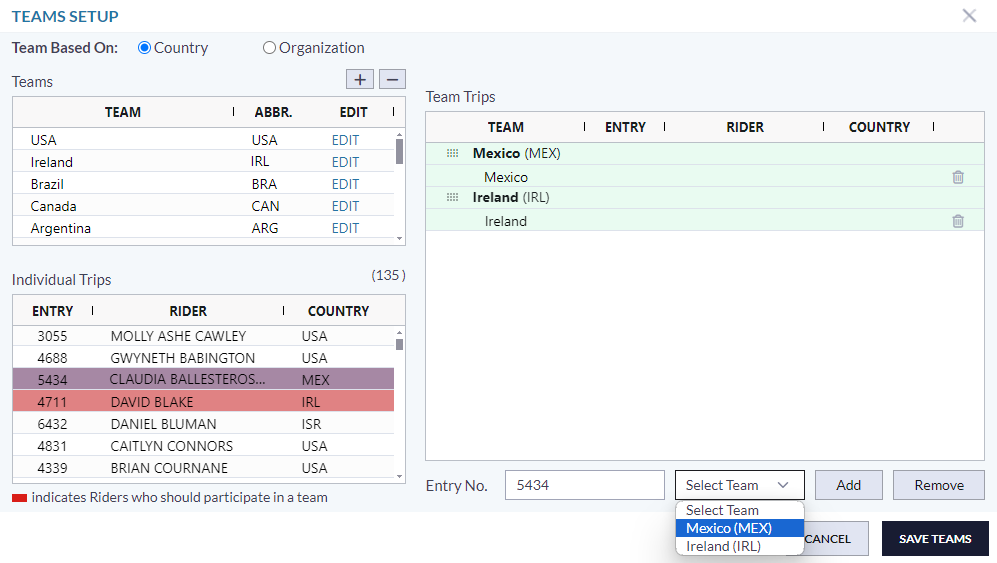 TEAMS SETUP
Team Based On: Country Organization
Teams
TEAM ABBR. EDIT
USA USA EDIT
Ireland IRL EDIT
Brazil BRA EDIT
Canada CAN EDIT
Argentina ARG EDIT
Individual Trips (135)
ENTRY RIDER COUNTRY
3055 MOLLY ASHE CAWLEY USA
4688 GWYNETH BABINGTON USA
5434 CLAUDIA BALLESTEROS... MEX
4711 DAVID BLAKE IRL
6432 DANIEL BLUMAN ISR
4831 CAITLYN CONNORS USA
4339 BRIAN COURNANE USA
indicates Riders who should participate in a team
Team Trips
TEAM ENTRY RIDER COUNTRY
Mexico (MEX)
Mexico
Ireland (IRL)
Ireland
Entry No. 5434 Select Team Add Remove
Select Team
Mexico (MEX)
Ireland (IRL)
CANCEL SAVE TEAMS